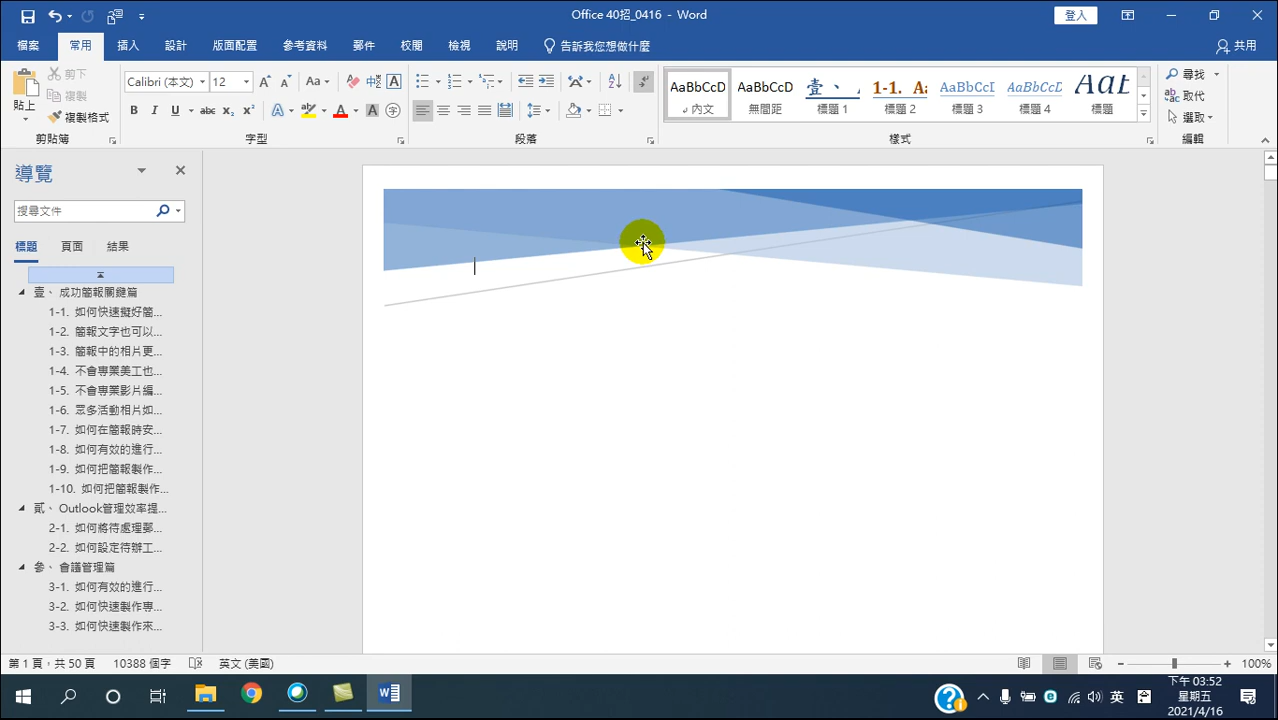 Office 40招_0416 - Word
登入
檔案 常用 插入 設計 版面配置 參考資料 郵件 校閱 檢視 說明 告訴我您想做什麼 共用
貼上
剪下
複製
複製格式
剪貼簿
Calibri (本文) 12
字型
段落
AaBbCcD 內文
AaBbCcD 無間距
壹、 標題 1
1-1. Aa 標題 2
AaBbCcI 標題 3
AaBbCcD 標題 4
AaB 標題
樣式
尋找
取代
選取
編輯
導覽
搜尋文件
標題 頁面 結果
壹、 成功簡報關鍵篇
1-1. 如何快速擬好簡...
1-2. 簡報文字也可以...
1-3. 簡報中的相片更...
1-4. 不會專業美工也...
1-5. 不會專業影片編...
1-6. 眾多活動相片如...
1-7. 如何在簡報時安...
1-8. 如何有效的進行...
1-9. 如何把簡報製作...
1-10. 如何把簡報製作...
貳、 Outlook管理效率提...
2-1. 如何將待處理郵...
2-2. 如何設定待辦工...
參、 會議管理篇
3-1. 如何有效的進行...
3-2. 如何快速製作專...
3-3. 如何快速製作來...
第 1 頁，共 50 頁 10388 個字 英文 (美國) 100%
英
下午 03:52
星期五
2021/4/16